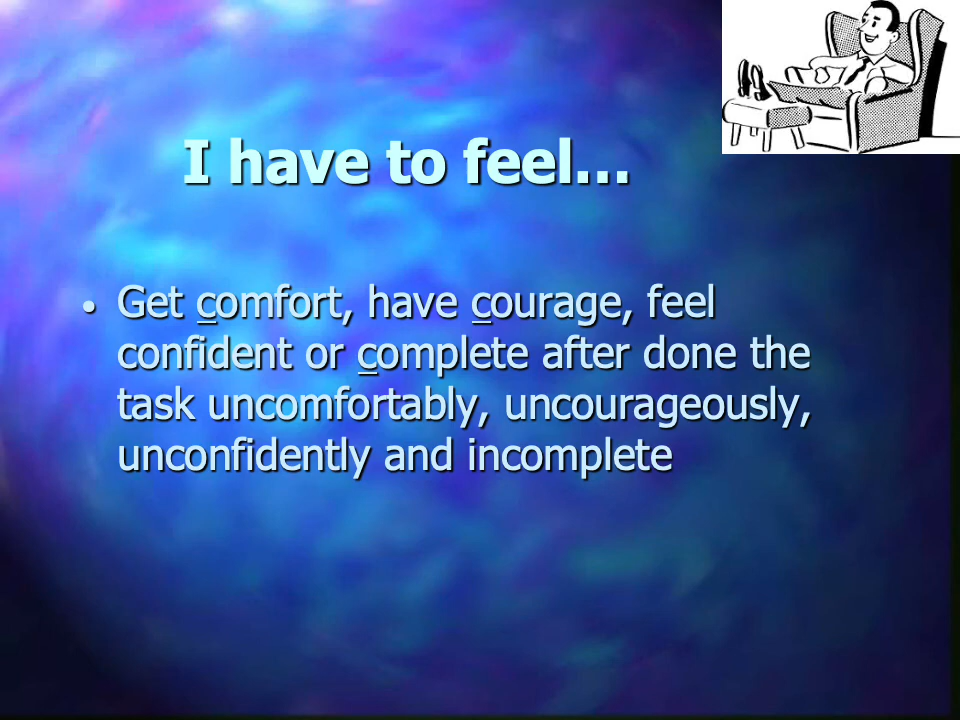 I have to feel...
• Get comfort, have courage, feel
confident or complete after done the
task uncomfortably, uncourageously,
unconfidently and incomplete